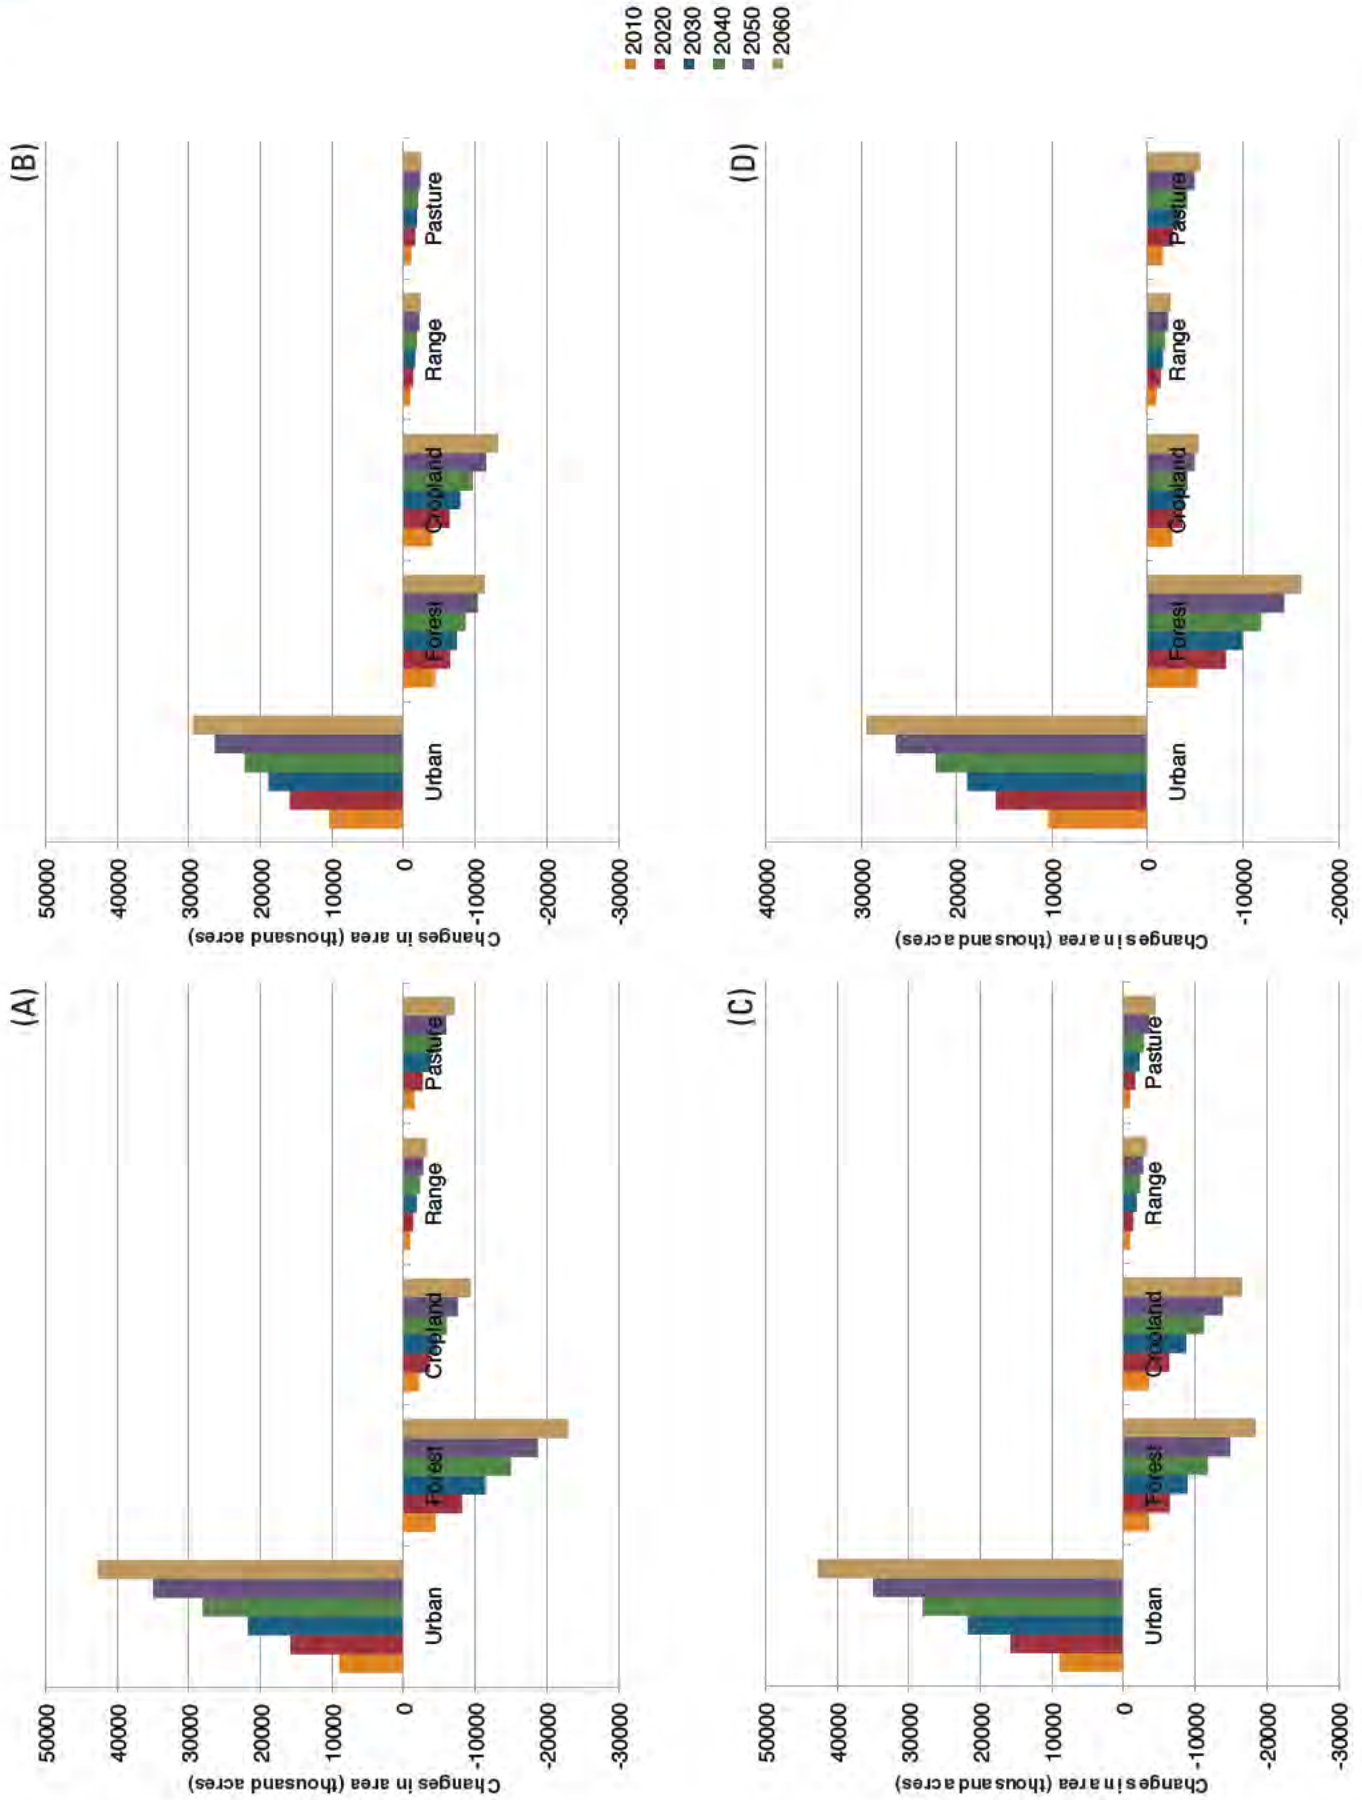 (A)
50000
40000
30000
20000
10000
0
-10000
-20000
-30000
Changes in area (thousand acres)
Urban
Forest
Cropland
Range
Pasture
(B)
50000
40000
30000
20000
10000
0
-10000
-20000
-30000
Changes in area (thousand acres)
Urban
Forest
Cropland
Range
Pasture
2010
2020
2030
2040
2050
2060
(C)
50000
40000
30000
20000
10000
0
-10000
-20000
-30000
Changes in area (thousand acres)
Urban
Forest
Cropland
Range
Pasture
(D)
40000
30000
20000
10000
0
-10000
-20000
Changes in area (thousand acres)
Urban
Forest
Cropland
Range
Pasture